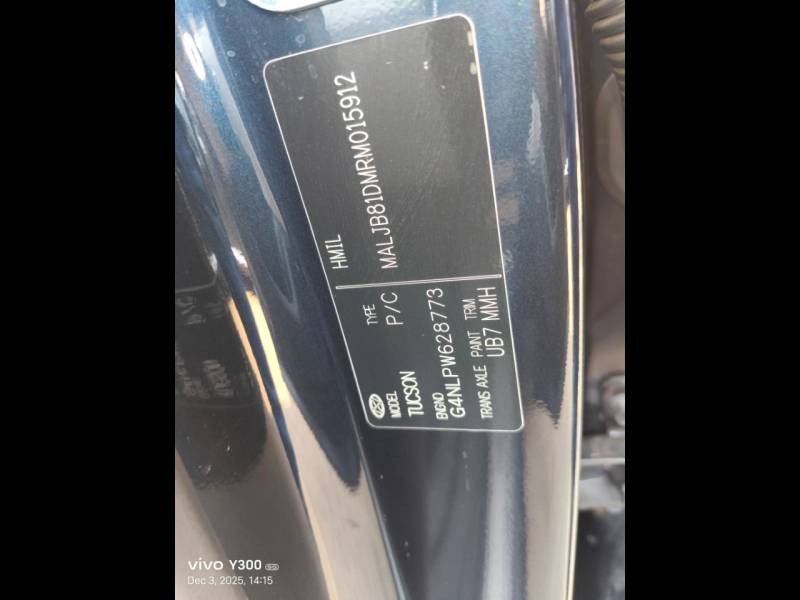 HMIL
MALJB81DMRM015912
MODEL TYPE
TUCSON P/C
ENGNO
G4NLPW628773
TRANS AXLE PAINT TRIM
UB7 MMH
vivo Y300
Dec 3, 2025, 14:15